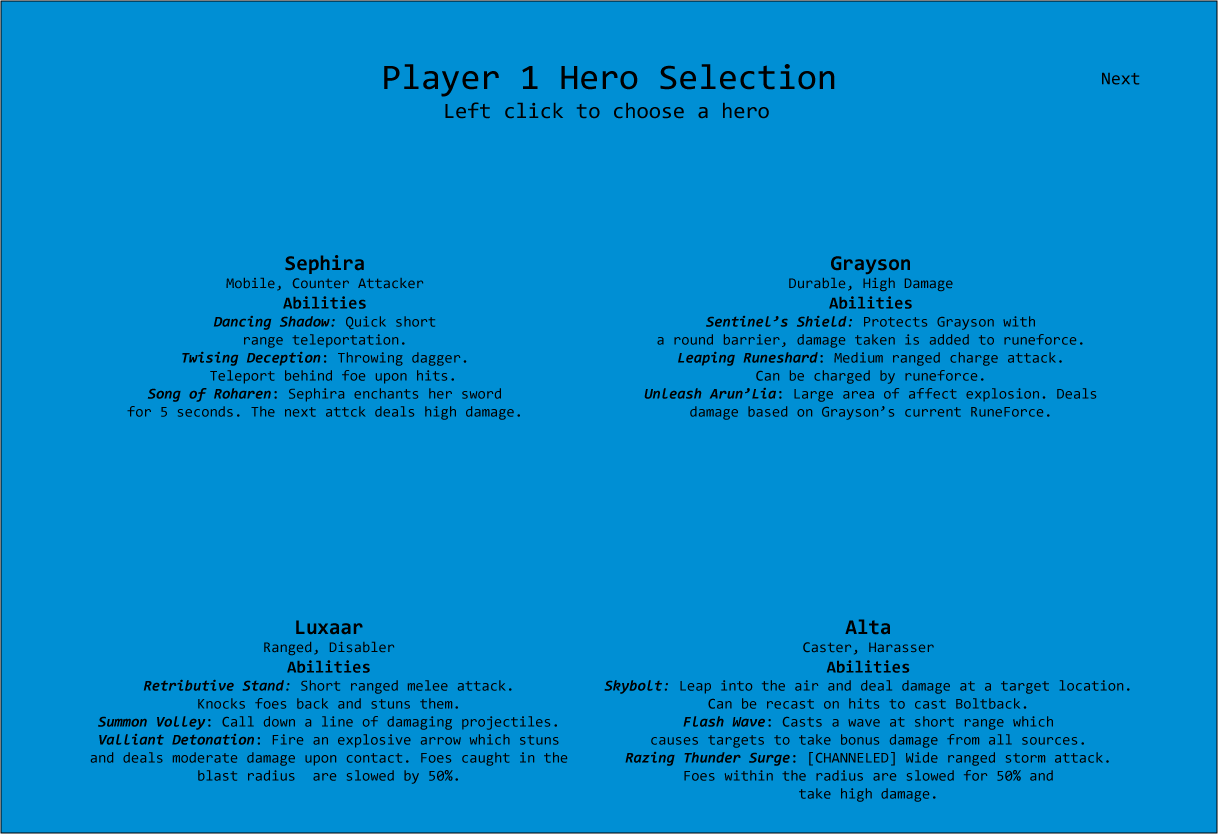 Player 1 Hero Selection
Left click to choose a hero
Next
Sephira
Mobile, Counter Attacker
Abilities
Dancing Shadow: Quick short
range teleportation.
Twising Deception: Throwing dagger.
Teleport behind foe upon hits.
Song of Roharen: Sephira enchants her sword
for 5 seconds. The next attck deals high damage.
Grayson
Durable, High Damage
Abilities
Sentinel’s Shield: Protects Grayson with
a round barrier, damage taken is added to runeforce.
Leaping Runeshard: Medium ranged charge attack.
Can be charged by runeforce.
Unleash Arun’Lia: Large area of affect explosion. Deals
damage based on Grayson’s current RuneForce.
Luxaar
Ranged, Disabler
Abilities
Retributive Stand: Short ranged melee attack.
Knocks foes back and stuns them.
Summon Volley: Call down a line of damaging projectiles.
Valliant Detonation: Fire an explosive arrow which stuns
and deals moderate damage upon contact. Foes caught in the
blast radius  are slowed by 50%.
Alta
Caster, Harasser
Abilities
Skybolt: Leap into the air and deal damage at a target location.
Can be recast on hits to cast Boltback.
Flash Wave: Casts a wave at short range which
causes targets to take bonus damage from all sources.
Razing Thunder Surge: [CHANNELED] Wide ranged storm attack.
Foes within the radius are slowed for 50% and
take high damage.